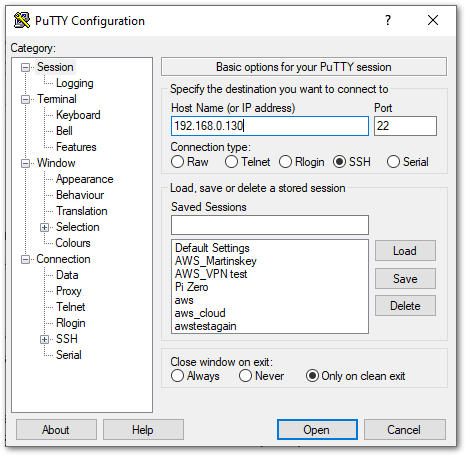 PuTTY Configuration
?
Category:
Session
Logging
Terminal
Keyboard
Bell
Features
Window
Appearance
Behaviour
Translation
Selection
Colours
Connection
Data
Proxy
Telnet
Rlogin
SSH
Serial
Basic options for your PuTTY session
Specify the destination you want to connect to
Host Name (or IP address) Port
192.168.0.130 22
Connection type:
Raw Telnet Rlogin SSH Serial
Load, save or delete a stored session
Saved Sessions
Default Settings
AWS_Martinskey
AWS_VPN test
Pi Zero
aws
aws_cloud
awstestagain
Load
Save
Delete
Close window on exit:
Always Never Only on clean exit
About Help Open Cancel